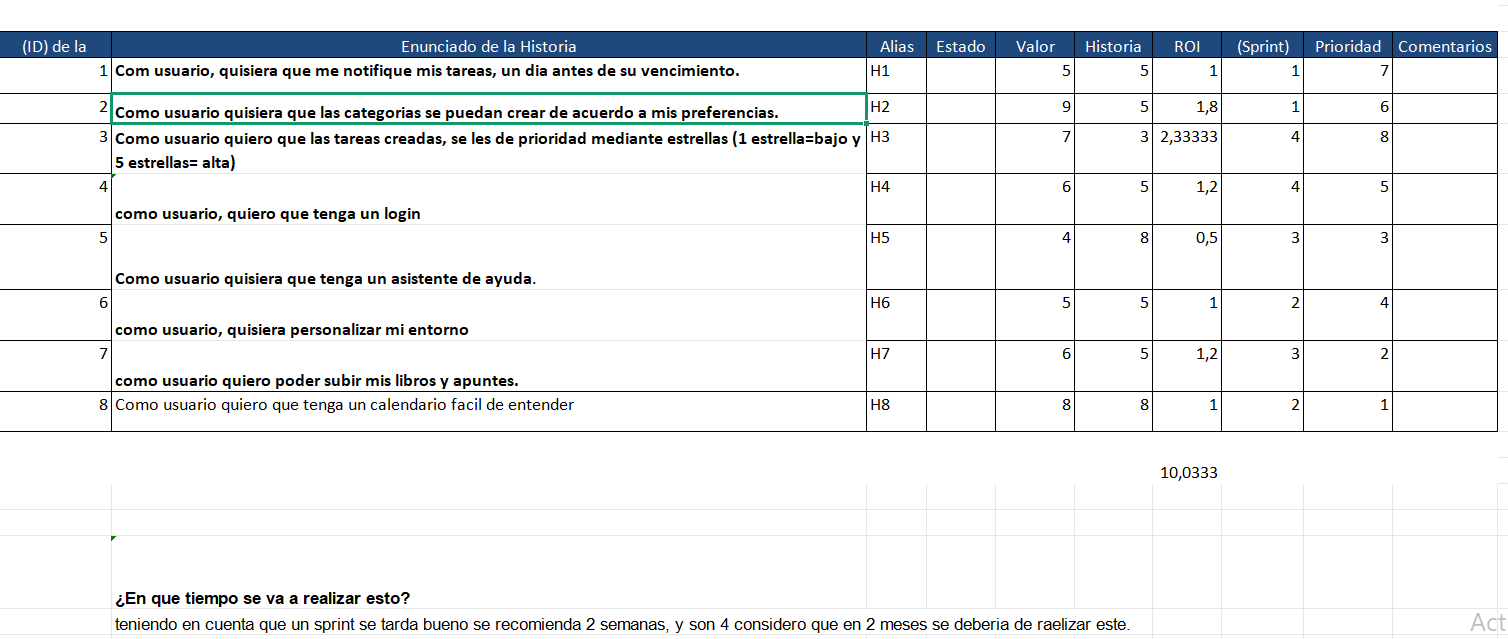 (ID) de la Enunciado de la Historia Alias Estado Valor Historia ROI (Sprint) Prioridad Comentarios
1 Com usuario, quisiera que me notifique mis tareas, un dia antes de su vencimiento. H1 5 5 1 1 7
2 Como usuario quisiera que las categorias se puedan crear de acuerdo a mis preferencias. H2 9 5 1,8 1 6
3 Como usuario quiero que las tareas creadas, se les de prioridad mediante estrellas (1 estrella=bajo y H3 7 3 2,33333 4 8
5 estrellas= alta)
4 como usuario, quiero que tenga un login H4 6 5 1,2 4 5
5 Como usuario quisiera que tenga un asistente de ayuda. H5 4 8 0,5 3 3
6 como usuario, quisiera personalizar mi entorno H6 5 5 1 2 4
7 como usuario quiero poder subir mis libros y apuntes. H7 6 5 1,2 3 2
8 Como usuario quiero que tenga un calendario facil de entender H8 8 8 1 2 1
10,0333
¿En que tiempo se va a realizar esto?
teniendo en cuenta que un sprint se tarda bueno se recomienda 2 semanas, y son 4 considero que en 2 meses se deberia de raelizar este.
Act